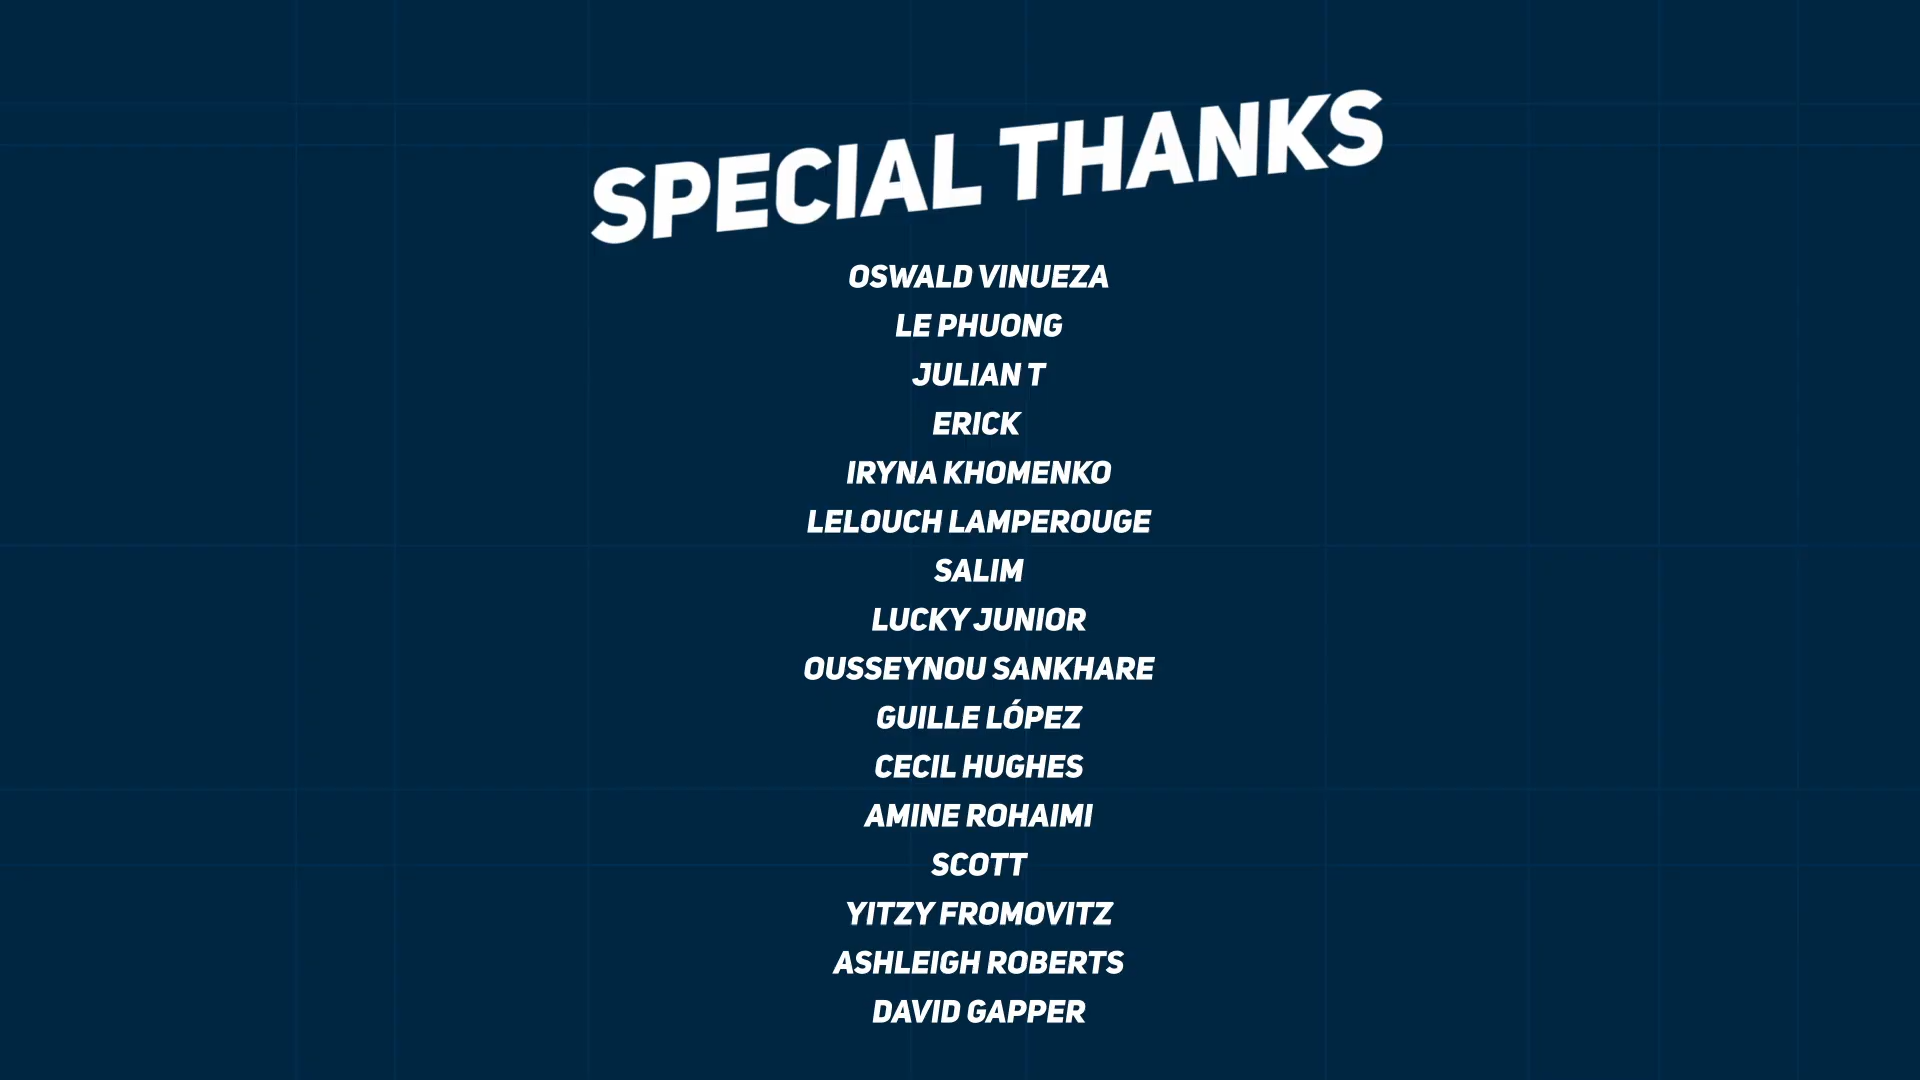 SPECIAL THANKS
OSWALD VINUEZA
LE PHUONG
JULIAN T
ERICK
IRYNA KHOMENKO
LELOUCH LAMPEROUGE
SALIM
LUCKY JUNIOR
OUSSEYNOU SANKHARE
GUILLE LÓPEZ
CECIL HUGHES
AMINE ROHAIMI
SCOTT
YITZY FROMOVITZ
ASHLEIGH ROBERTS
DAVID GAPPER